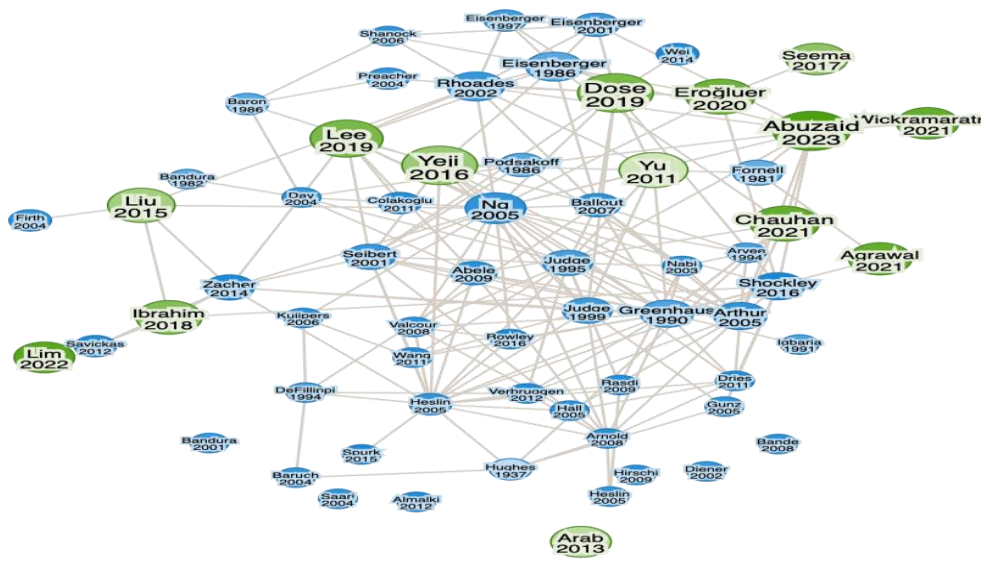 Eisenberger
1997
Eisenberger
2001
Shanock
2006
Wei
2014
Seema
2017
Eisenberger
1986
Preacher
2004
Rhoades
2002
Dose
2019
Eroğluer
2020
Baron
1986
Abuzaid
2023
Wickramaratn
2021
Lee
2019
Yeji
2016
Podsakoff
1986
Yu
2011
Fornell
1981
Bandura
1982
Liu
2015
Day
2004
Colakoglu
2011
Ng
2005
Ballout
2007
Firth
2004
Chauhan
2021
Seibert
2001
Abele
2009
Judge
1995
Nabi
2003
Arvee
1994
Agrawal
2021
Zacher
2014
Shockley
2016
Ibrahim
2018
Kuijpers
2006
Valcour
2008
Rowley
2016
Judge
1999
Greenhaus
1990
Arthur
2005
Lim
2022
Savickas
2012
Wang
2011
Igbaria
1991
DeFillippi
1994
Heslin
2005
Verbruggen
2012
Hall
2005
Rasdi
2009
Dries
2011
Gunz
2005
Bandura
2001
Spurk
2015
Arnold
2008
Bande
2008
Baruch
2004
Hughes
1937
Hirschi
2009
Diener
2002
Saari
2004
Almalki
2012
Heslin
2005
Arab
2013